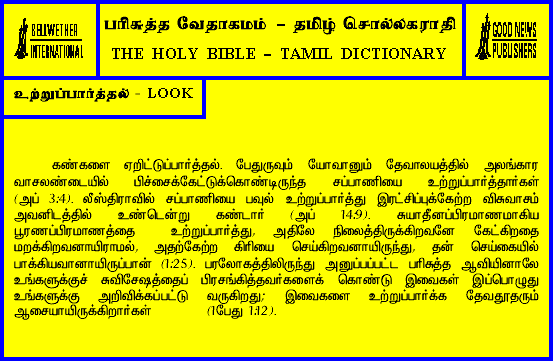 BELLWETHER
INTERNATIONAL
பரிசுத்த வேதாகமம் – தமிழ் சொல்லகராதி
THE HOLY BIBLE – TAMIL DICTIONARY
GOOD NEWS
PUBLISHERS
உற்றுப்பார்த்தல் - LOOK
கண்களை ஏறிட்டுப்பார்த்தல். பேதுருவும் யோவானும் தேவாலயத்தில் அலங்கார
வாசலண்டையில் பிச்சைக்கேட்டுக்கொண்டிருந்த சப்பாணியை உற்றுப்பார்த்தார்கள்
(அப் 3:4). லீஸ்திராவில் சப்பாணியை பவுல் உற்றுப்பார்த்து இரட்சிப்புக்கேற்ற விசுவாசம்
அவனிடத்தில் உண்டென்று கண்டார் (அப் 14:9). சுயாதீனப்பிரமாணமாகிய
பூரணப்பிரமாணத்தை உற்றுப்பார்த்து, அதிலே நிலைத்திருக்கிறவனே கேட்கிறதை
மறக்கிறவனாயிராமல், அதற்கேற்ற கிரியை செய்கிறவனாயிருந்து, தன் செய்கையில்
பாக்கியவானாயிருப்பான் (1:25). பரலோகத்திலிருந்து அனுப்பப்பட்ட பரிசுத்த ஆவியினாலே
உங்களுக்குச் சுவிசேஷத்தைப் பிரசங்கித்தவர்களைக் கொண்டு இவைகள் இப்பொழுது
உங்களுக்கு அறிவிக்கப்பட்டு வருகிறது; இவைகளை உற்றுப்பார்க்க தேவதூதரும்
ஆசையாயிருக்கிறார்கள் (1பேது 1:12).